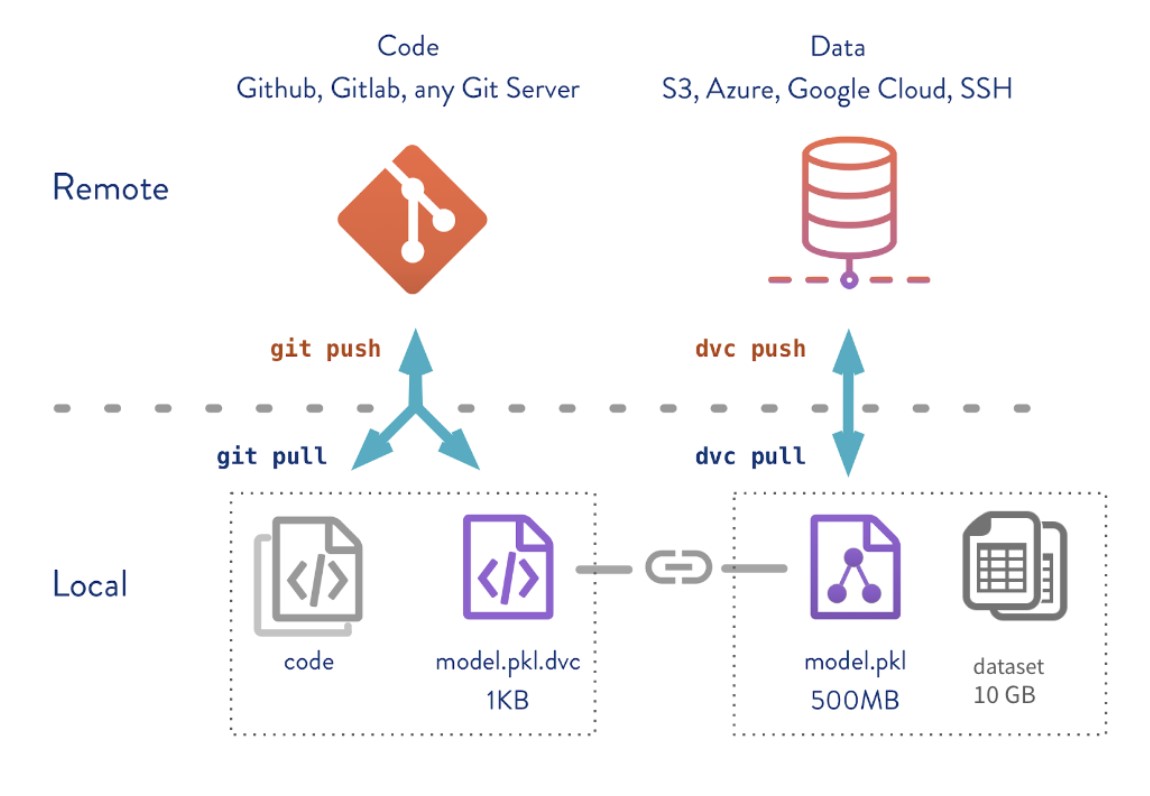 Code
Github, Gitlab, any Git Server
Data
S3, Azure, Google Cloud, SSH
Remote
git push
dvc push
git pull
dvc pull
Local
code
model.pkl.dvc
1KB
model.pkl
500MB
dataset
10 GB